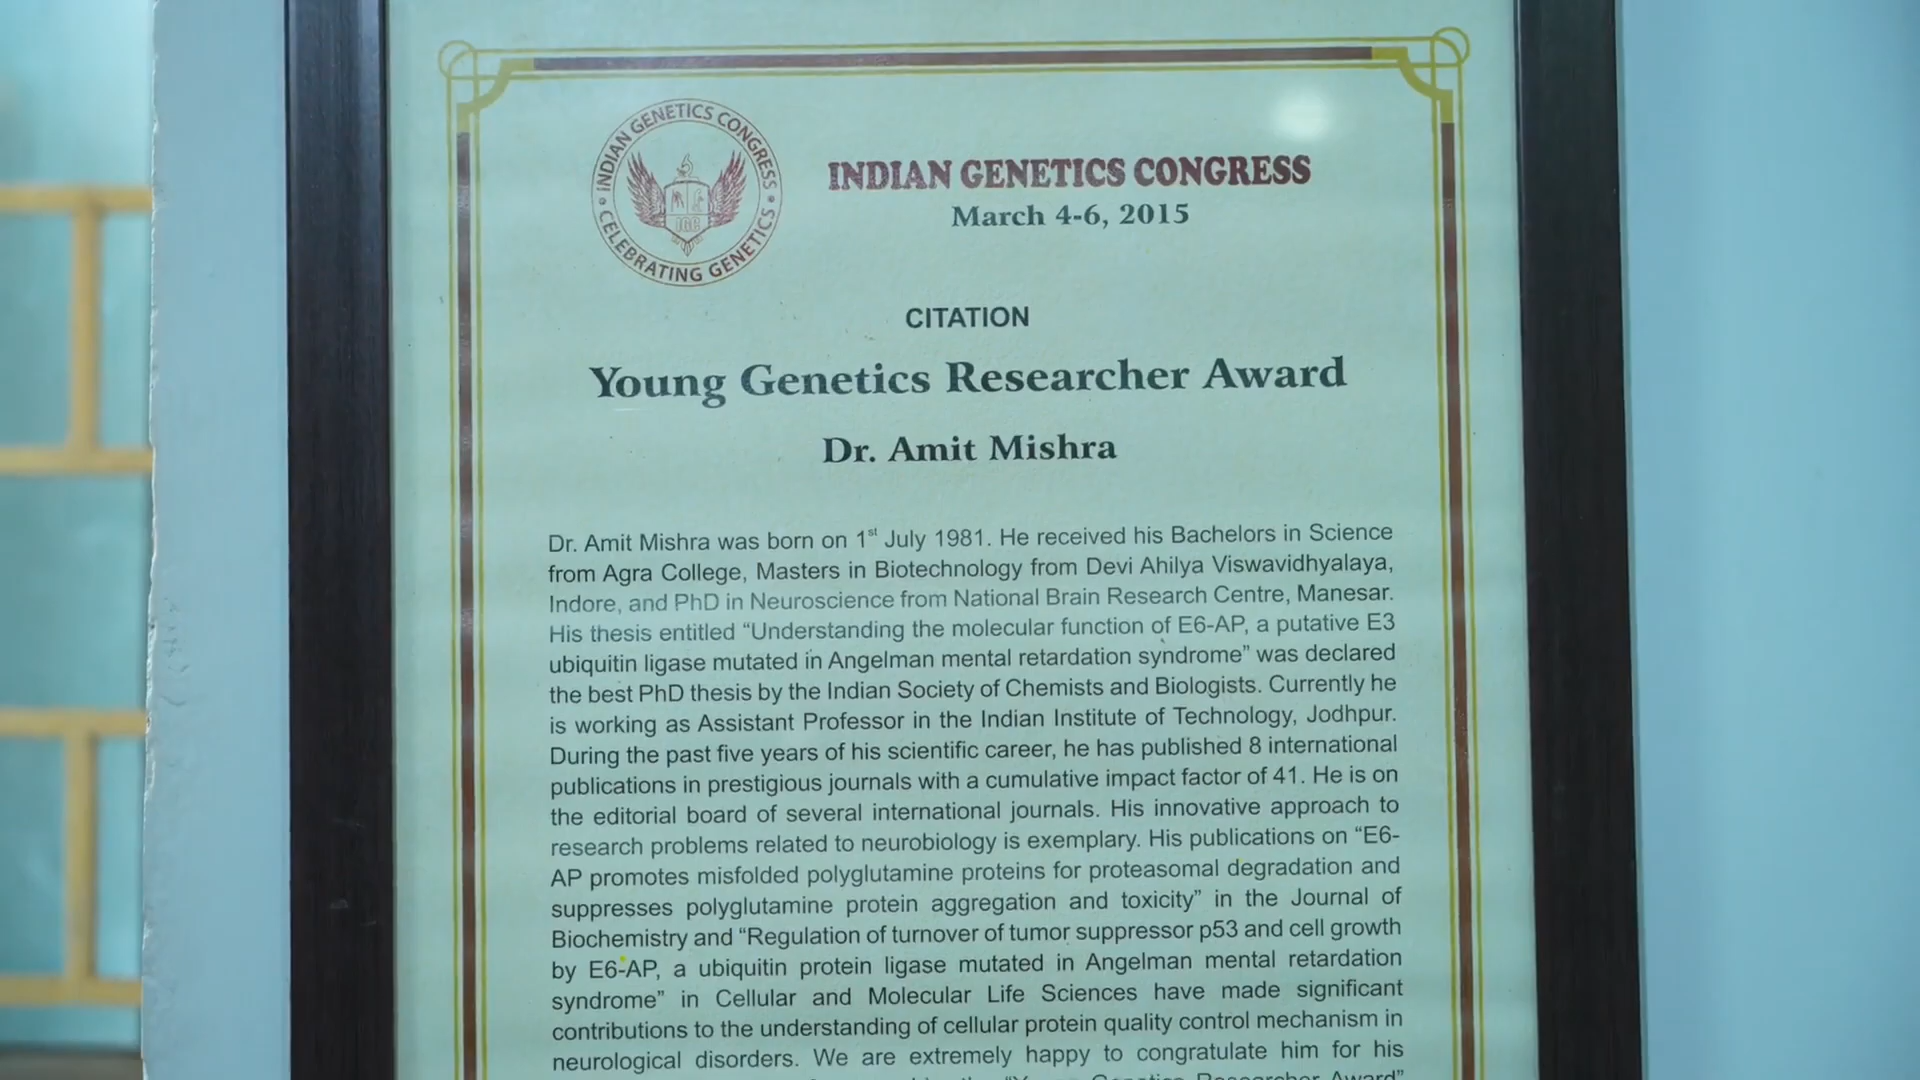 INDIAN GENETICS CONGRESS
CELEBRATING GENETICS
IGC
INDIAN GENETICS CONGRESS
March 4-6, 2015
CITATION
Young Genetics Researcher Award
Dr. Amit Mishra
Dr. Amit Mishra was born on 1st July 1981. He received his Bachelors in Science
from Agra College, Masters in Biotechnology from Devi Ahilya Viswavidhyalaya,
Indore, and PhD in Neuroscience from National Brain Research Centre, Manesar.
His thesis entitled “Understanding the molecular function of E6-AP, a putative E3
ubiquitin ligase mutated in Angelman mental retardation syndrome” was declared
the best PhD thesis by the Indian Society of Chemists and Biologists. Currently he
is working as Assistant Professor in the Indian Institute of Technology, Jodhpur.
During the past five years of his scientific career, he has published 8 international
publications in prestigious journals with a cumulative impact factor of 41. He is on
the editorial board of several international journals. His innovative approach to
research problems related to neurobiology is exemplary. His publications on “E6-
AP promotes misfolded polyglutamine proteins for proteasomal degradation and
suppresses polyglutamine protein aggregation and toxicity” in the Journal of
Biochemistry and “Regulation of turnover of tumor suppressor p53 and cell growth
by E6-AP, a ubiquitin protein ligase mutated in Angelman mental retardation
syndrome” in Cellular and Molecular Life Sciences have made significant
contributions to the understanding of cellular protein quality control mechanism in
neurological disorders. We are extremely happy to congratulate him for his
Genetics Researcher Award”